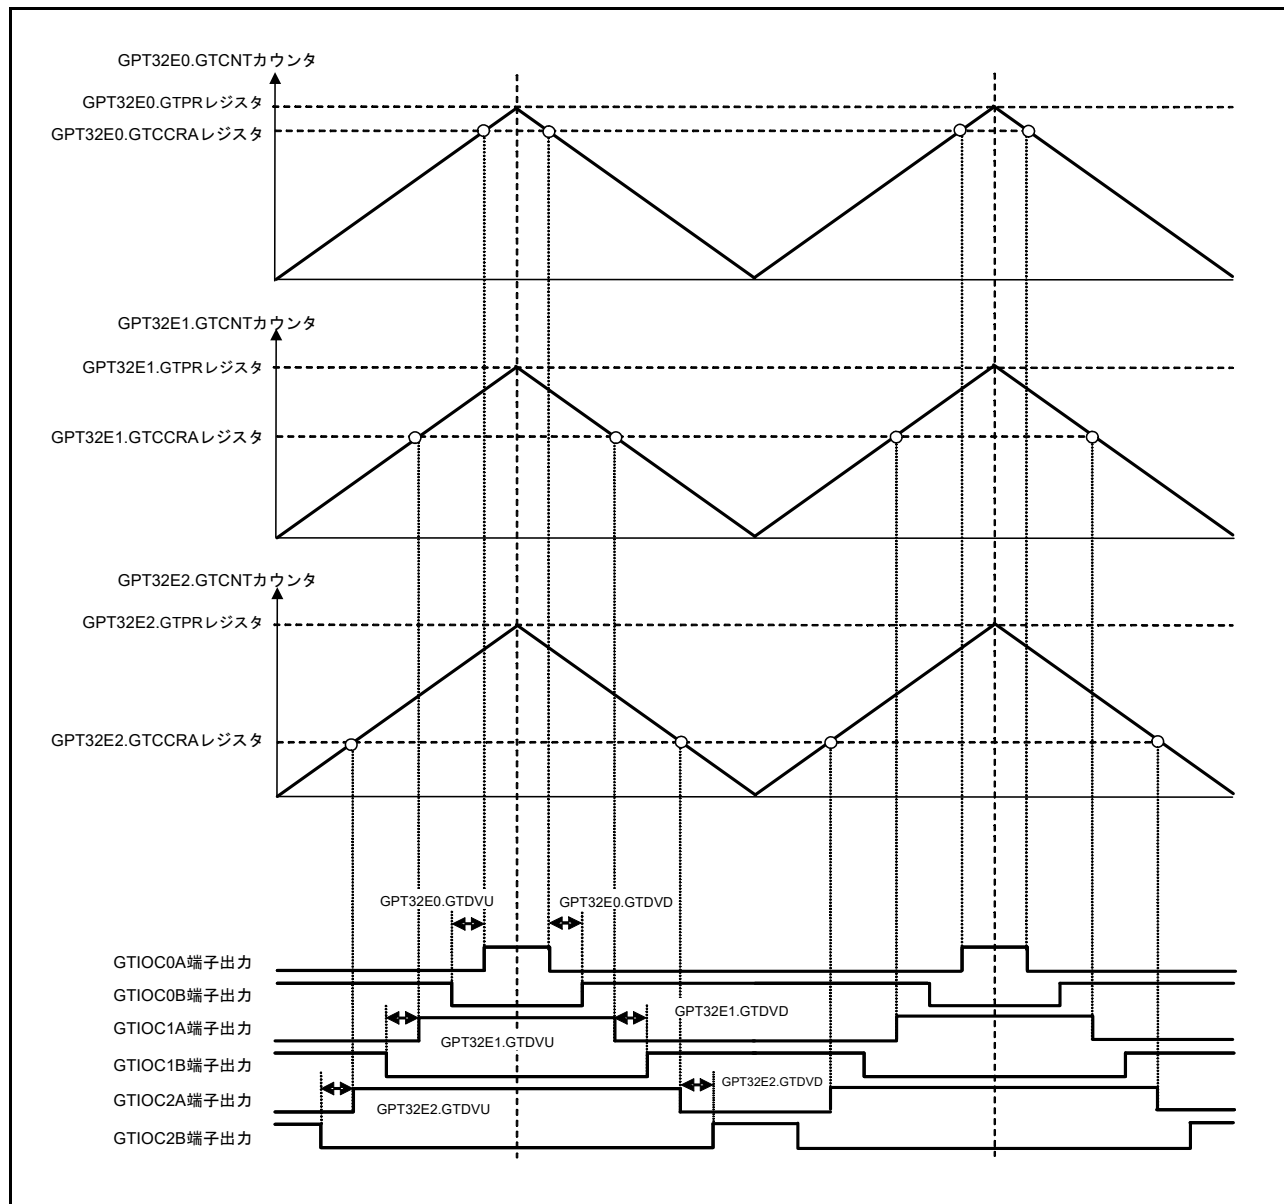 GPT32E0.GTCNTカウンタ
GPT32E0.GTPRレジスタ
GPT32E0.GTCCRAレジスタ
GPT32E1.GTCNTカウンタ
GPT32E1.GTPRレジスタ
GPT32E1.GTCCRAレジスタ
GPT32E2.GTCNTカウンタ
GPT32E2.GTPRレジスタ
GPT32E2.GTCCRAレジスタ
GPT32E0.GTDVU
GPT32E0.GTDVD
GTIOC0A端子出力
GTIOC0B端子出力
GPT32E1.GTDVD
GTIOC1A端子出力
GPT32E1.GTDVU
GTIOC1B端子出力
GPT32E2.GTDVD
GTIOC2A端子出力
GPT32E2.GTDVU
GTIOC2B端子出力